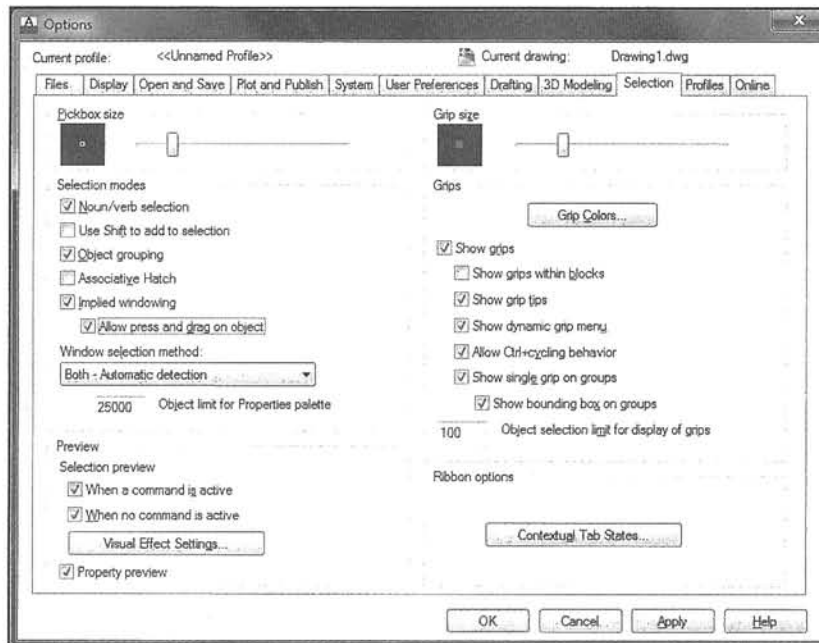 Options
Current profile: <<Unnamed Profile>> Current drawing: Drawing1.dwg
Files Display Open and Save Plot and Publish System User Preferences Drafting 3D Modeling Selection Profiles Online
Pickbox size
Selection modes
Noun/verb selection
Use Shift to add to selection
Object grouping
Associative Hatch
Implied windowing
Allow press and drag on object
Window selection method:
Both - Automatic detection
25000 Object limit for Properties palette
Preview
Selection preview
When a command is active
When no command is active
Visual Effect Settings...
Property preview
Grip size
Grips
Grip Colors...
Show grips
Show grips within blocks
Show grip tips
Show dynamic grip menu
Allow Ctrl+cycling behavior
Show single grip on groups
Show bounding box on groups
100 Object selection limit for display of grips
Ribbon options
Contextual Tab States...
OK Cancel Apply Help